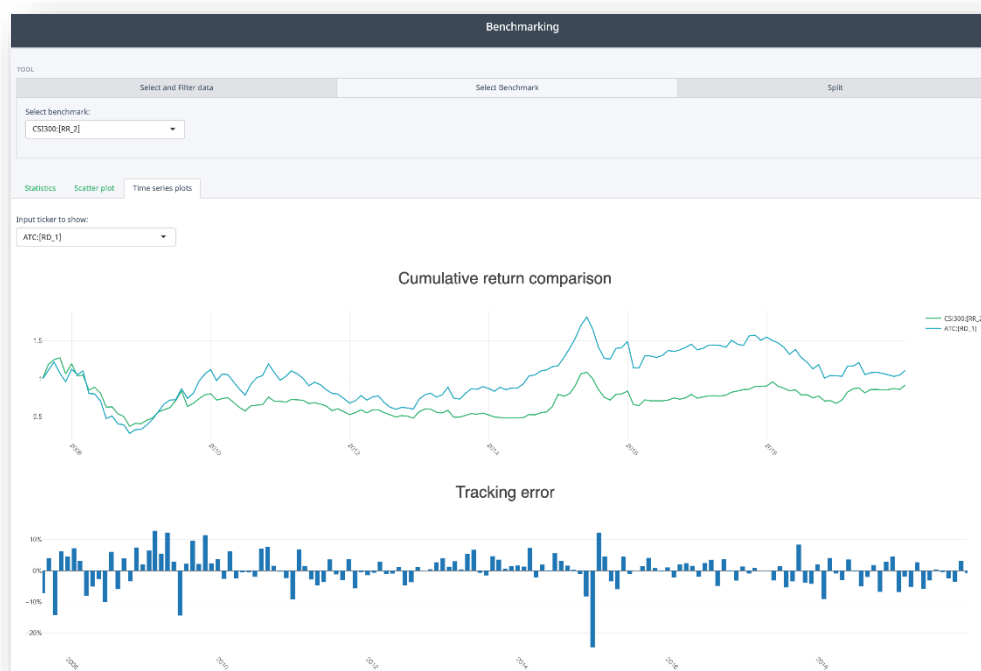 Benchmarking
TOOL
Select and Filter data
Select Benchmark
Split
Select benchmark:
CSI300:[RR_2]
Statistics
Scatter plot
Time series plots
Input ticker to show:
ATC:[RD_1]
Cumulative return comparison
CSI300:[RR_2
ATC:[RD_1]
1.5
1
0.5
2008
2010
2012
2014
2016
2018
Tracking error
10%
0%
−10%
−20%
2008
2010
2012
2014
2016
2018